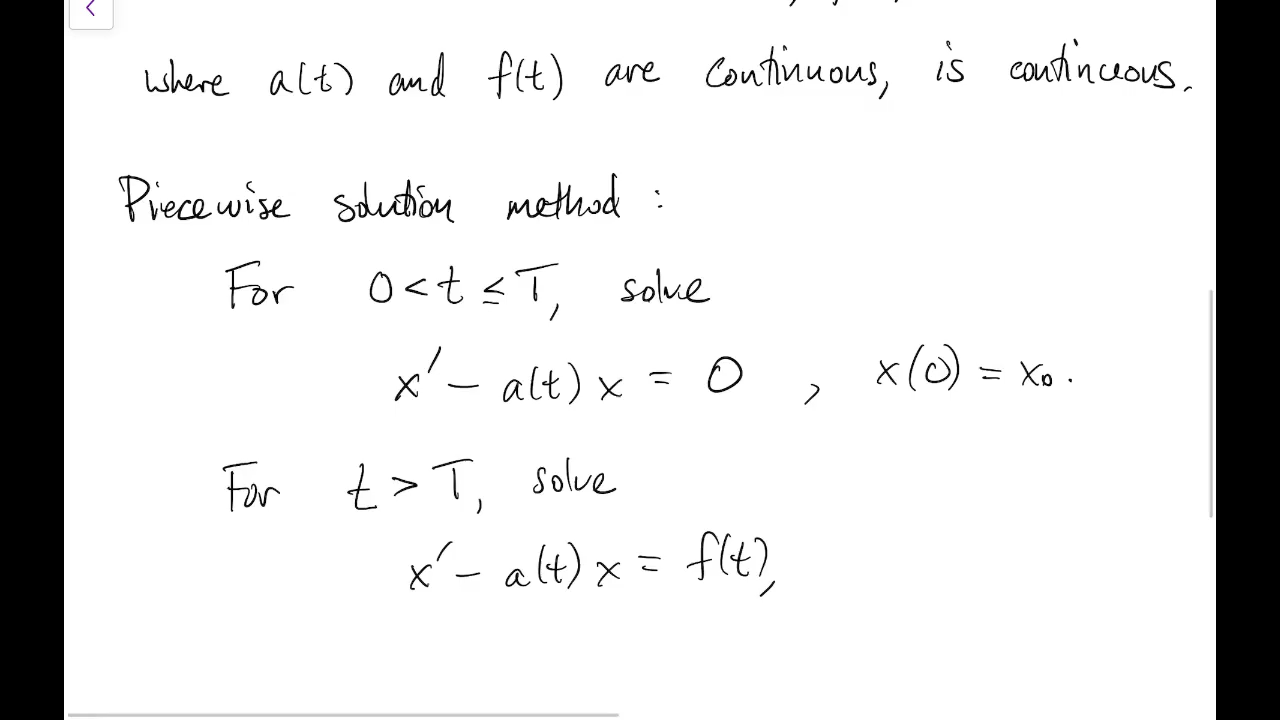 where a(t) and f(t) are continuous, is continuous.
Piecewise solution method :
For 0 < t ≤ T, solve
x′ − a(t) x = 0 , x(0) = x₀.
For t > T, solve
x′ − a(t) x = f(t),